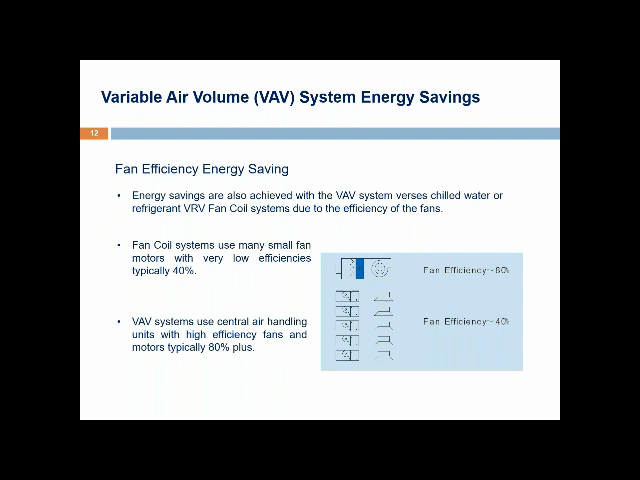 Variable Air Volume (VAV) System Energy Savings
12
Fan Efficiency Energy Saving
• Energy savings are also achieved with the VAV system verses chilled water or
refrigerant VRV Fan Coil systems due to the efficiency of the fans.
• Fan Coil systems use many small fan
motors with very low efficiencies
typically 40%.
Fan Efficiency~80%
Fan Efficiency~40%
• VAV systems use central air handling
units with high efficiency fans and
motors typically 80% plus.